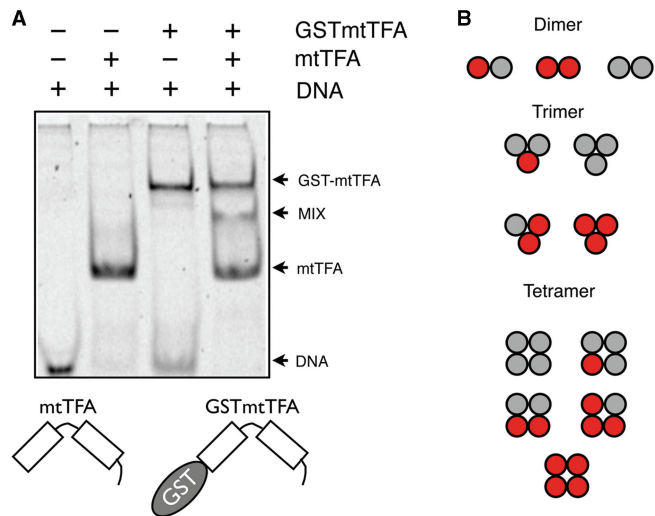 A
− − + + GSTmtTFA
− + − + mtTFA
+ + + + DNA
GST-mtTFA
MIX
mtTFA
DNA
mtTFA GSTmtTFA
GST
B
Dimer
Trimer
Tetramer